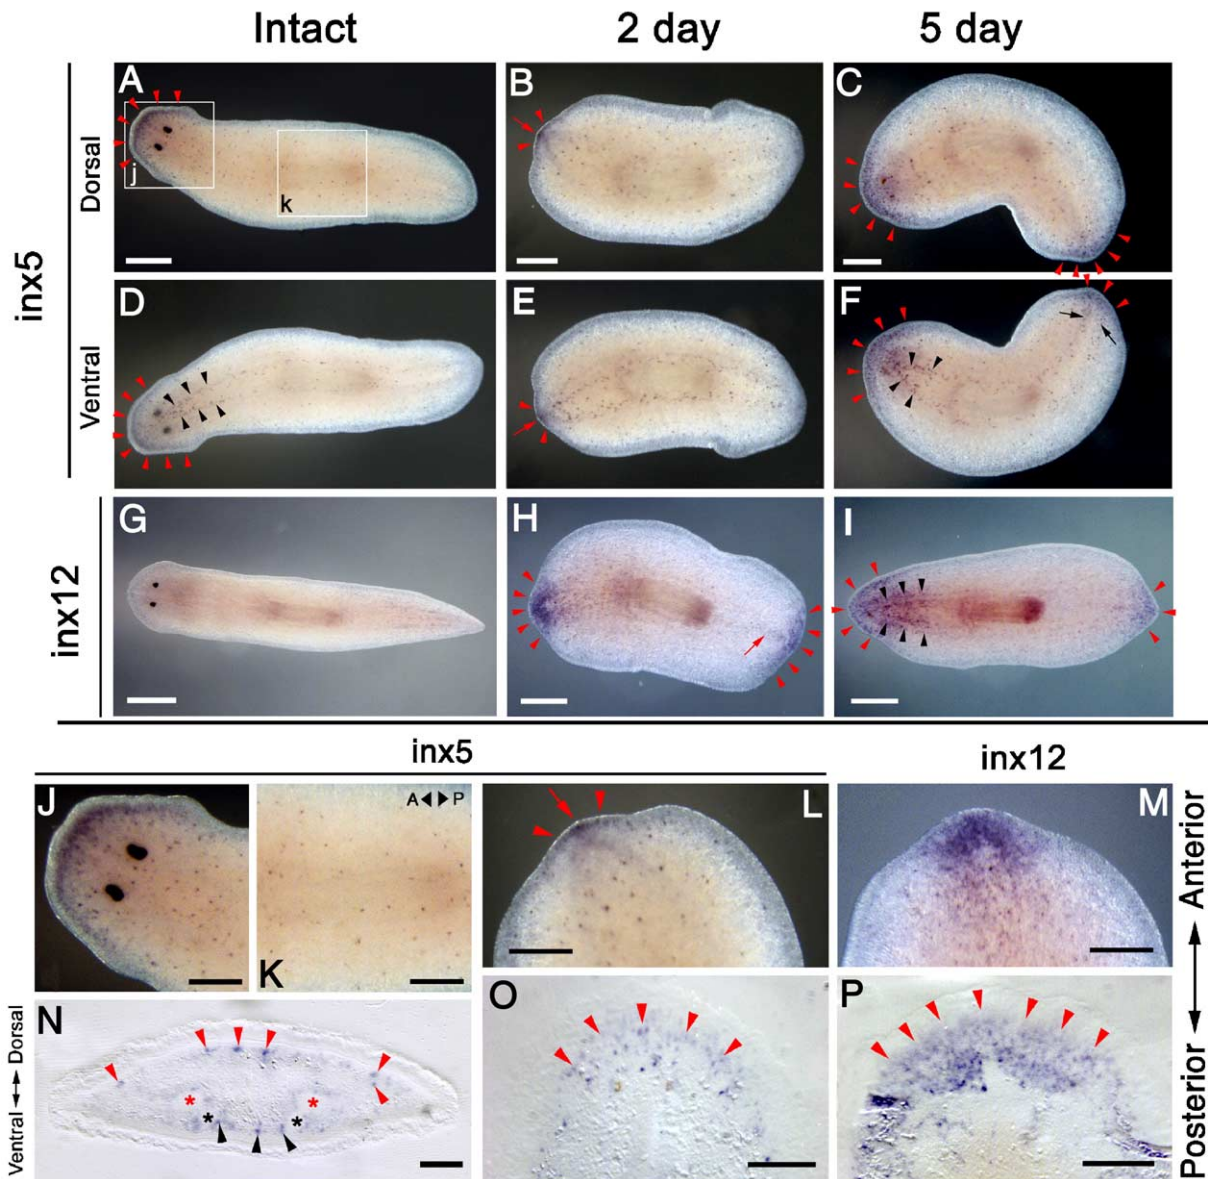 Intact 2 day 5 day
inx5
Dorsal
A
j
k
B
C
Ventral
D
E
F
inx12
G
H
I
inx5 inx12
J
A P
K
L
M
Anterior
Posterior
Dorsal
Ventral
N
*
*
*
*
O
P